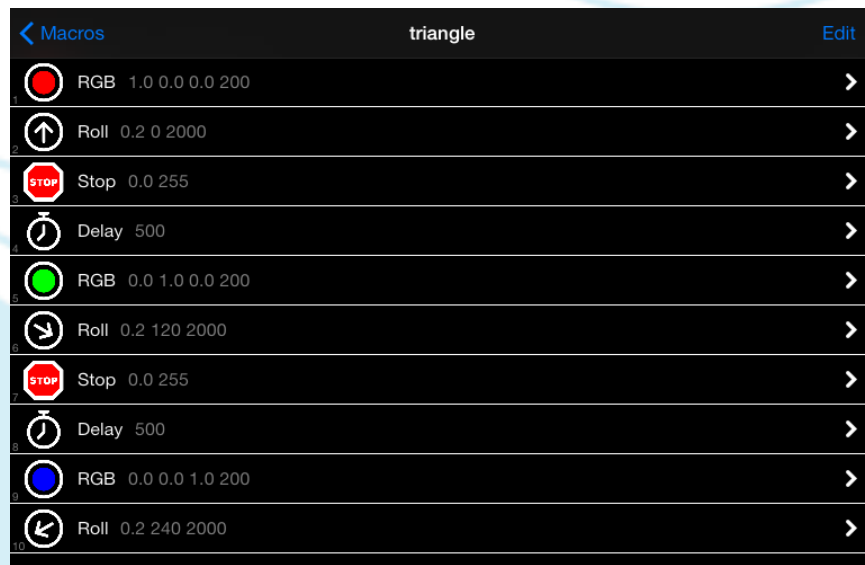 Macros triangle Edit
1 RGB 1.0 0.0 0.0 200
2 Roll 0.2 0 2000
3 STOP Stop 0.0 255
4 Delay 500
5 RGB 0.0 1.0 0.0 200
6 Roll 0.2 120 2000
7 STOP Stop 0.0 255
8 Delay 500
9 RGB 0.0 0.0 1.0 200
10 Roll 0.2 240 2000